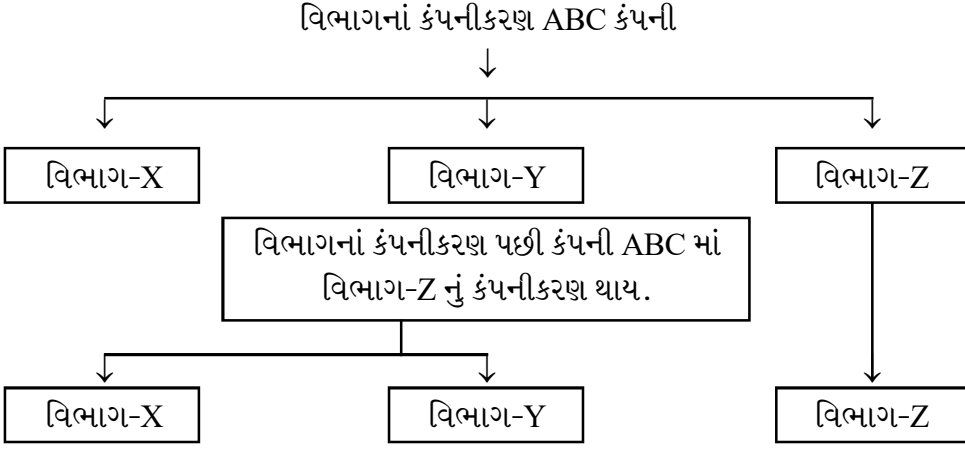 વિભાગનાં કંપનીકરણ ABC કંપની
વિભાગ-X
વિભાગ-Y
વિભાગ-Z
વિભાગનાં કંપનીકરણ પછી કંપની ABC માં
વિભાગ-Z નું કંપનીકરણ થાય.
વિભાગ-X
વિભાગ-Y
વિભાગ-Z